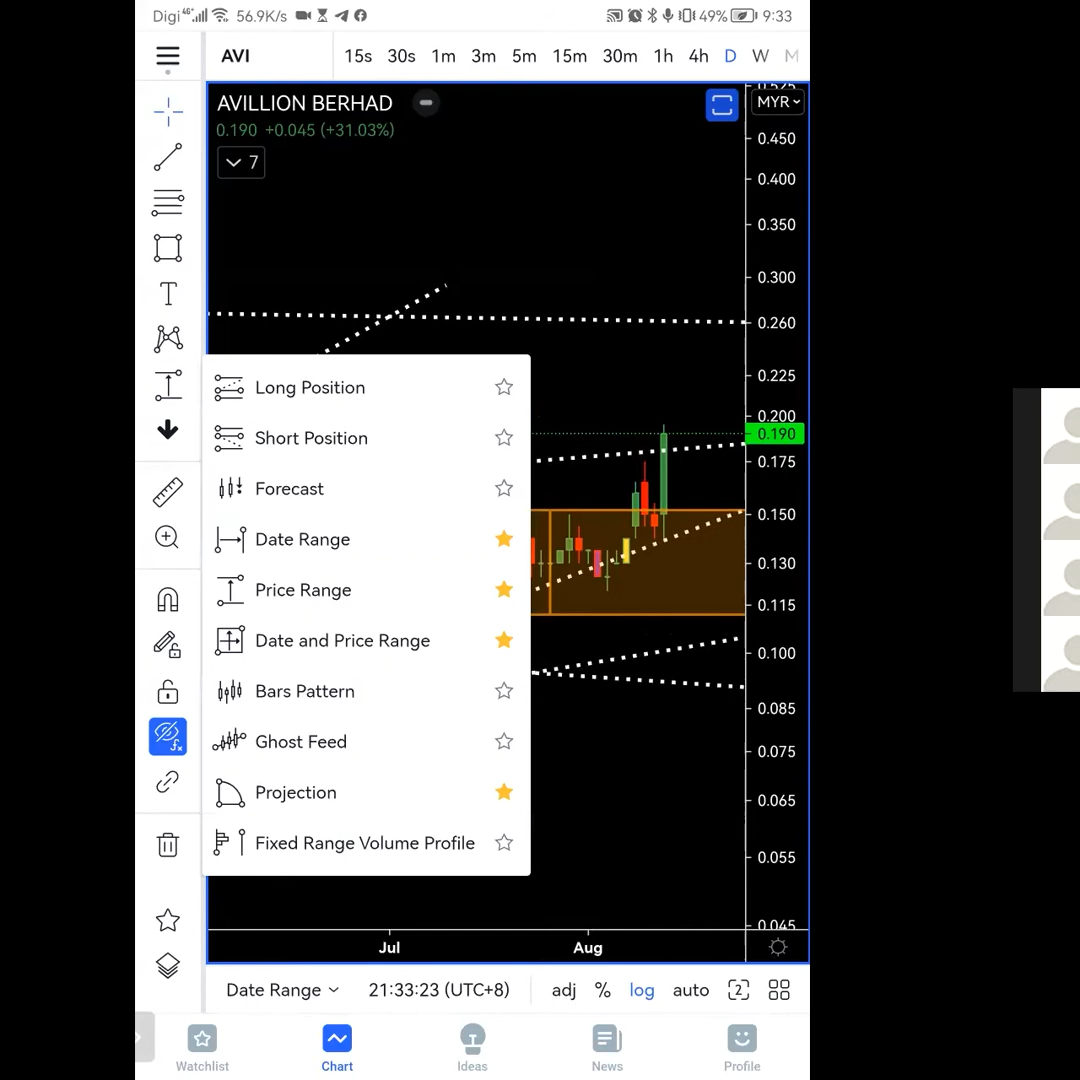 Digi 4G 56.9K/s 49% 9:33
AVI 15s 30s 1m 3m 5m 15m 30m 1h 4h D W M
AVILLION BERHAD
0.190 +0.045 (+31.03%)
7
MYR
0.525
0.450
0.400
0.350
0.300
0.260
0.225
0.200
0.190
0.175
0.150
0.130
0.115
0.100
0.085
0.075
0.065
0.055
0.045
T
Long Position
Short Position
Forecast
Date Range
Price Range
Date and Price Range
Bars Pattern
Ghost Feed
Projection
Fixed Range Volume Profile
Jul Aug
Date Range 21:33:23 (UTC+8) adj % log auto 2
Watchlist Chart Ideas News Profile